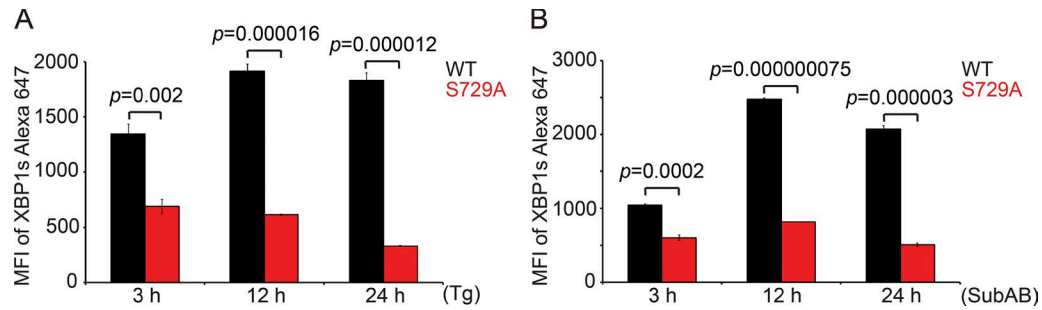 A
MFI of XBP1s Alexa 647
2000
1500
1000
500
0
p=0.002
p=0.000016
p=0.000012
WT
S729A
3 h 12 h 24 h (Tg)
B
MFI of XBP1s Alexa 647
3000
2000
1000
0
p=0.0002
p=0.000000075
p=0.000003
WT
S729A
3 h 12 h 24 h (SubAB)